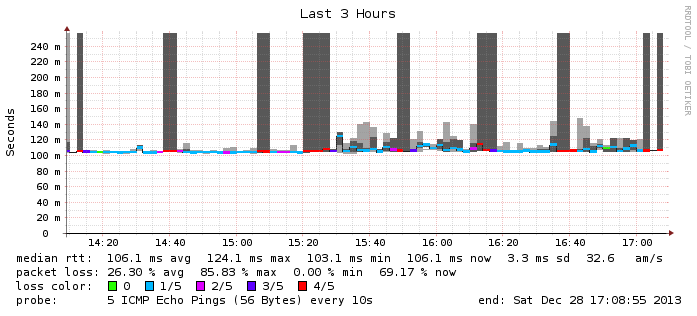 Last 3 Hours
RRDTOOL / TOBI OETIKER
Seconds
240 m
220 m
200 m
180 m
160 m
140 m
120 m
100 m
80 m
60 m
40 m
20 m
0
14:20 14:40 15:00 15:20 15:40 16:00 16:20 16:40 17:00
median rtt: 106.1 ms avg 124.1 ms max 103.1 ms min 106.1 ms now 3.3 ms sd 32.6 am/s
packet loss: 26.30 % avg 85.83 % max 0.00 % min 69.17 % now
loss color: 0 1/5 2/5 3/5 4/5
probe: 5 ICMP Echo Pings (56 Bytes) every 10s end: Sat Dec 28 17:08:55 2013